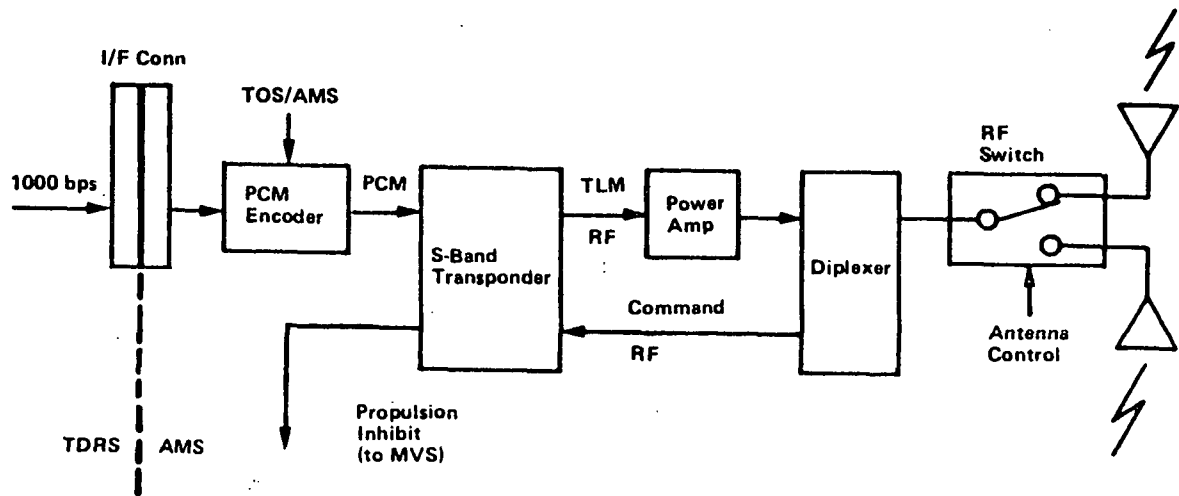 I/F Conn
TOS/AMS
1000 bps
PCM
Encoder
PCM
S-Band
Transponder
TLM
RF
Power
Amp
Command
RF
Diplexer
RF
Switch
Antenna
Control
Propulsion
Inhibit
(to MVS)
TDRS
AMS